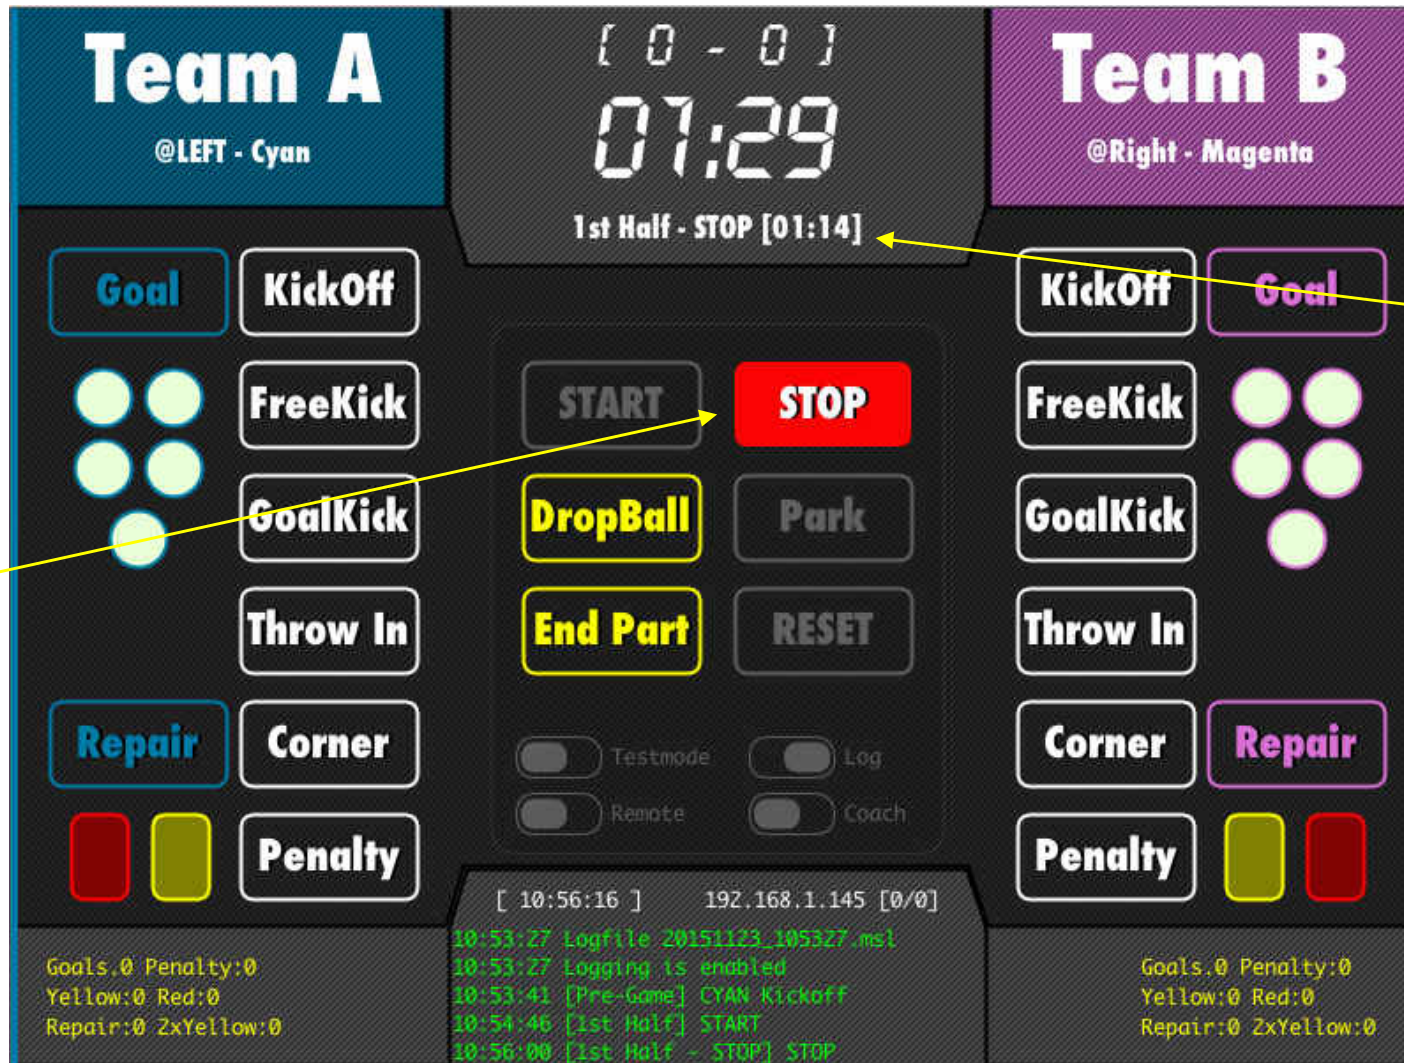 Team A
@LEFT - Cyan
[ 0 - 0 ]
01:29
1st Half - STOP [01:14]
Team B
@Right - Magenta
Goal
KickOff
FreeKick
GoalKick
Throw In
Repair
Corner
Penalty
START
STOP
DropBall
Park
End Part
RESET
Testmode
Log
Remote
Coach
KickOff
Goal
FreeKick
GoalKick
Throw In
Corner
Repair
Penalty
Goals.0 Penalty:0
Yellow:0 Red:0
Repair:0 2xYellow:0
[ 10:56:16 ] 192.168.1.145 [0/0]
10:53:27 Logfile 20151123_105327.msl
10:53:27 Logging is enabled
10:53:41 [Pre-Game] CYAN Kickoff
10:54:46 [1st Half] START
10:56:00 [1st Half - STOP] STOP
Goals.0 Penalty:0
Yellow:0 Red:0
Repair:0 2xYellow:0